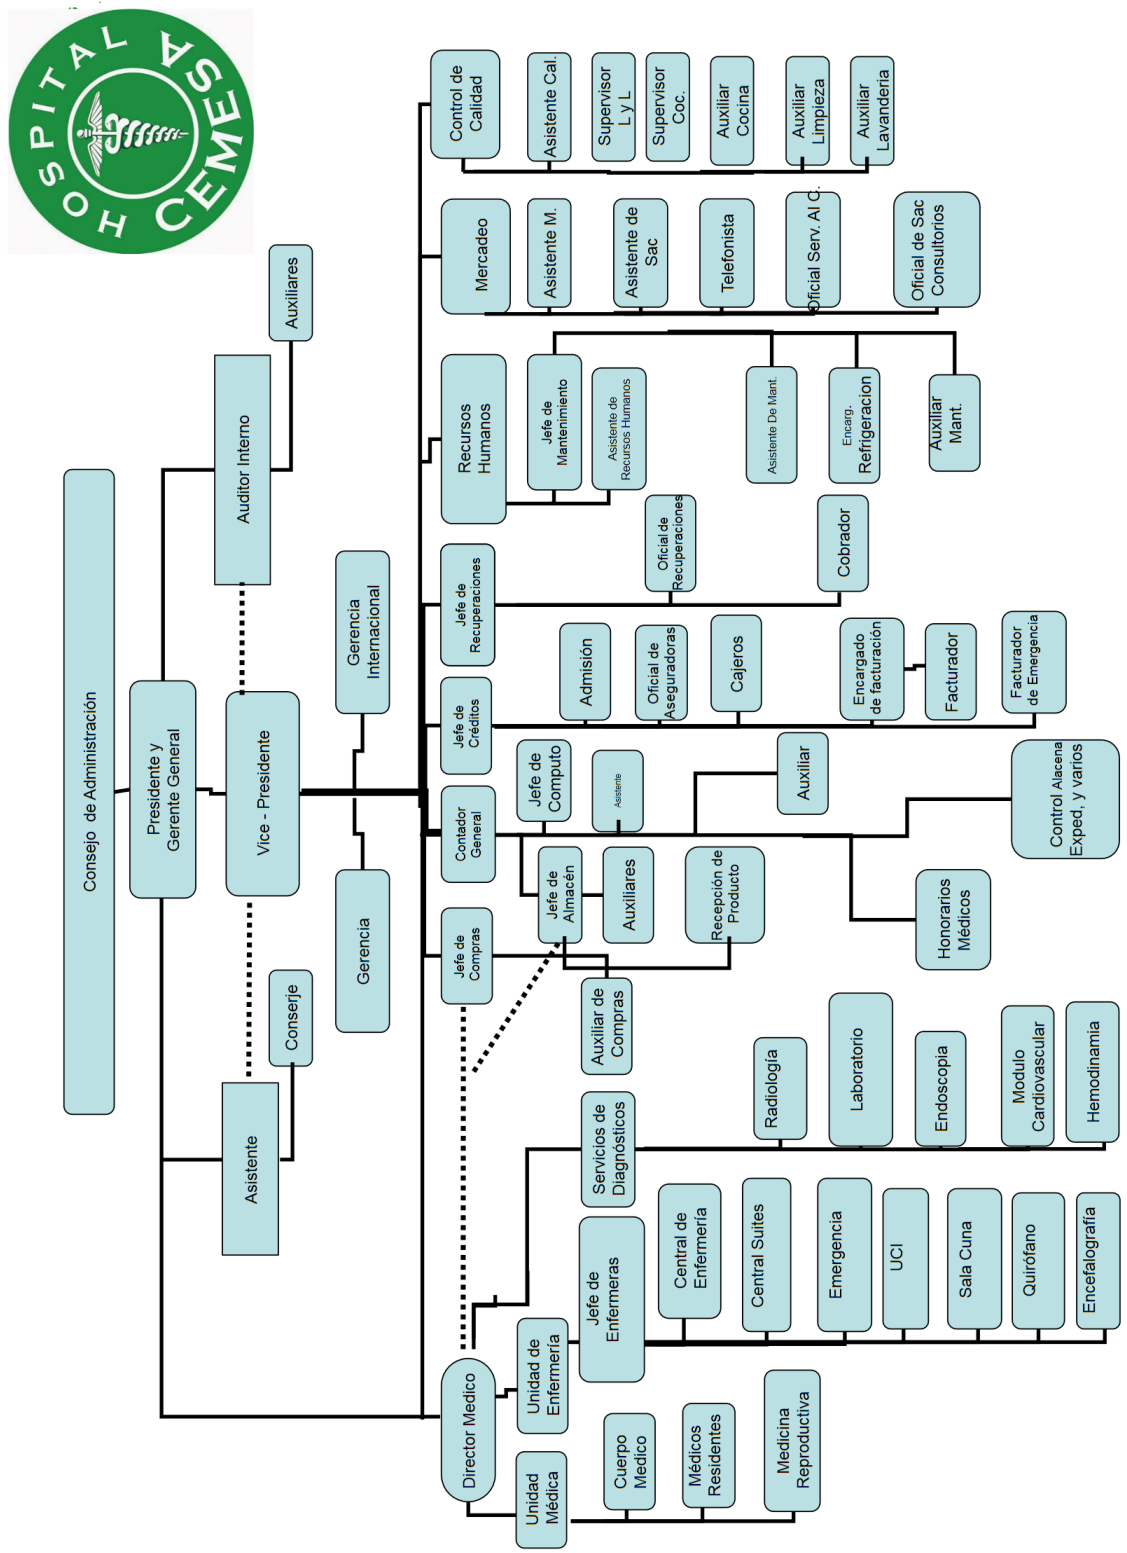 HOSPITAL
CEMESA
Consejo de Administración
Presidente y
Gerente General
Auditor Interno
Auxiliares
Vice - Presidente
Asistente
Conserje
Gerencia
Gerencia
Internacional
Director Medico
Unidad
Médica
Cuerpo
Medico
Médicos
Residentes
Medicina
Reproductiva
Unidad de
Enfermería
Jefe de
Enfermeras
Central de
Enfermería
Central Suites
Emergencia
UCI
Sala Cuna
Quirófano
Encefalografía
Servicios de
Diagnósticos
Radiología
Laboratorio
Endoscopia
Modulo
Cardiovascular
Hemodinamia
Jefe de
Compras
Auxiliar de
Compras
Contador
General
Jefe de
Almacén
Auxiliares
Recepción de
Producto
Jefe de
Computo
Asistente
Auxiliar
Honorarios
Médicos
Control Alacena
Exped, y varios
Jefe de
Créditos
Admisión
Oficial de
Aseguradoras
Cajeros
Encargado
de facturación
Facturador
Facturador
de Emergencia
Jefe de
Recuperaciones
Oficial de
Recuperaciones
Cobrador
Recursos
Humanos
Jefe de
Mantenimiento
Asistente de
Recursos Humanos
Asistente De Mant.
Encarg.
Refrigeracion
Auxiliar
Mant.
Mercadeo
Asistente M.
Asistente de
Sac
Telefonista
Oficial Serv. Al C.
Oficial de Sac
Consultorios
Control de
Calidad
Asistente Cal.
Supervisor
L y L
Supervisor
Coc.
Auxiliar
Cocina
Auxiliar
Limpieza
Auxiliar
Lavanderia